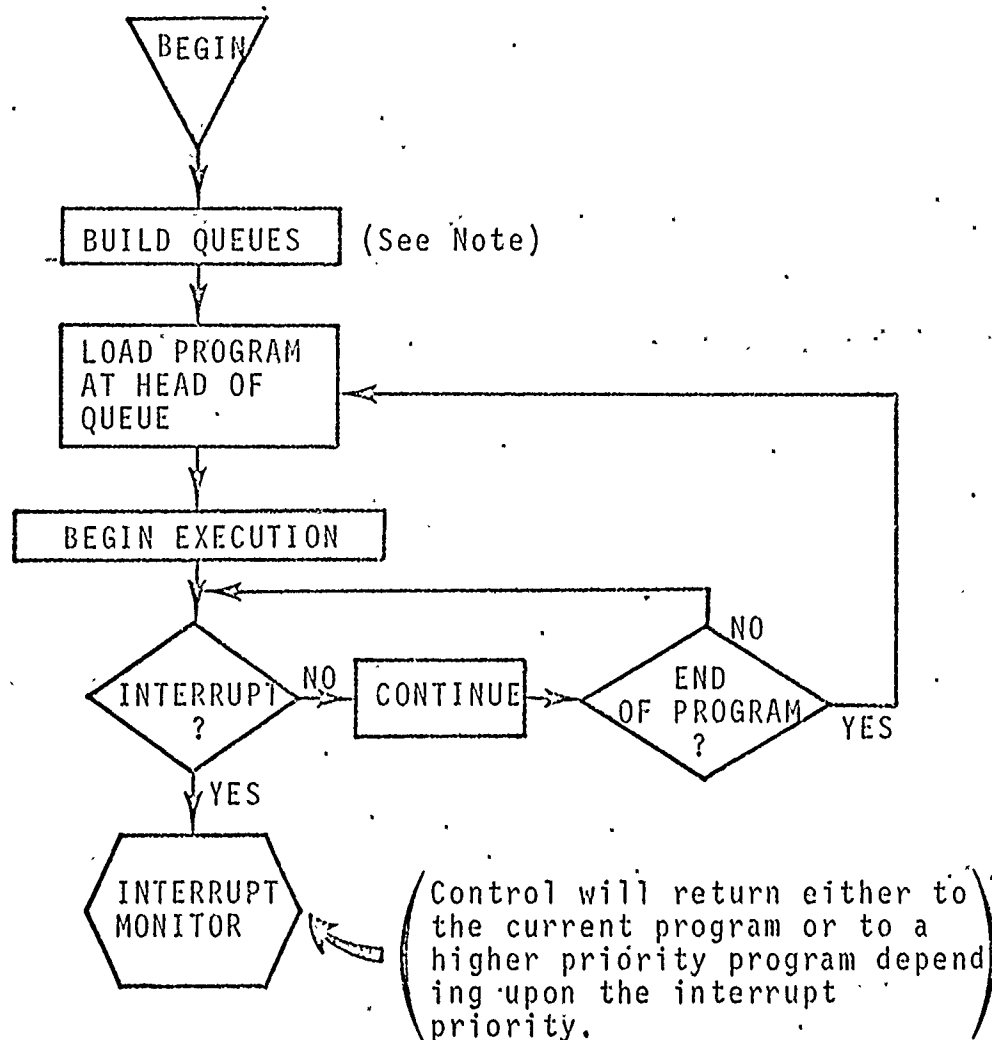 BEGIN
BUILD QUEUES (See Note)
LOAD PROGRAM
AT HEAD OF
QUEUE
BEGIN EXECUTION
INTERRUPT
?
NO
CONTINUE
END
OF PROGRAM
?
NO
YES
YES
INTERRUPT
MONITOR
(Control will return either to
the current program or to a
higher priority program depend
ing upon the interrupt
priority.)